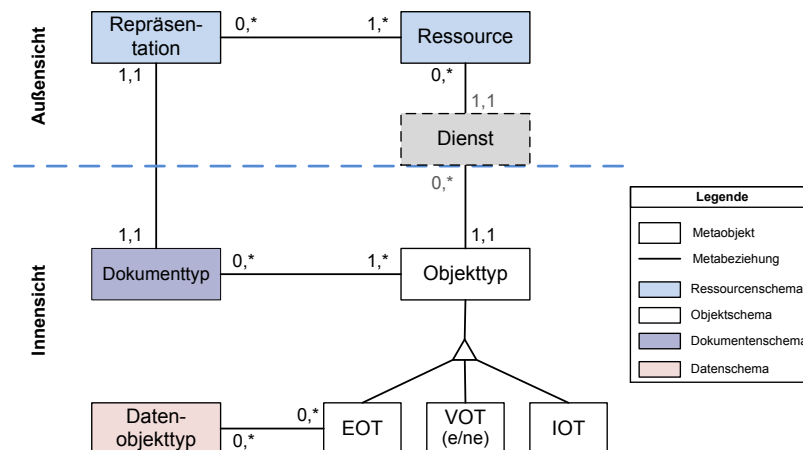 Außensicht
Repräsen-
tation
0,*
1,*
Ressource
1,1
0,*
1,1
Dienst
0,*
Innensicht
1,1
1,1
Dokumenttyp
0,*
1,*
Objekttyp
Daten-
objekttyp
0,*
0,*
EOT
VOT
(e/ne)
IOT
Legende
Metaobjekt
Metabeziehung
Ressourcenschema
Objektschema
Dokumentenschema
Datenschema